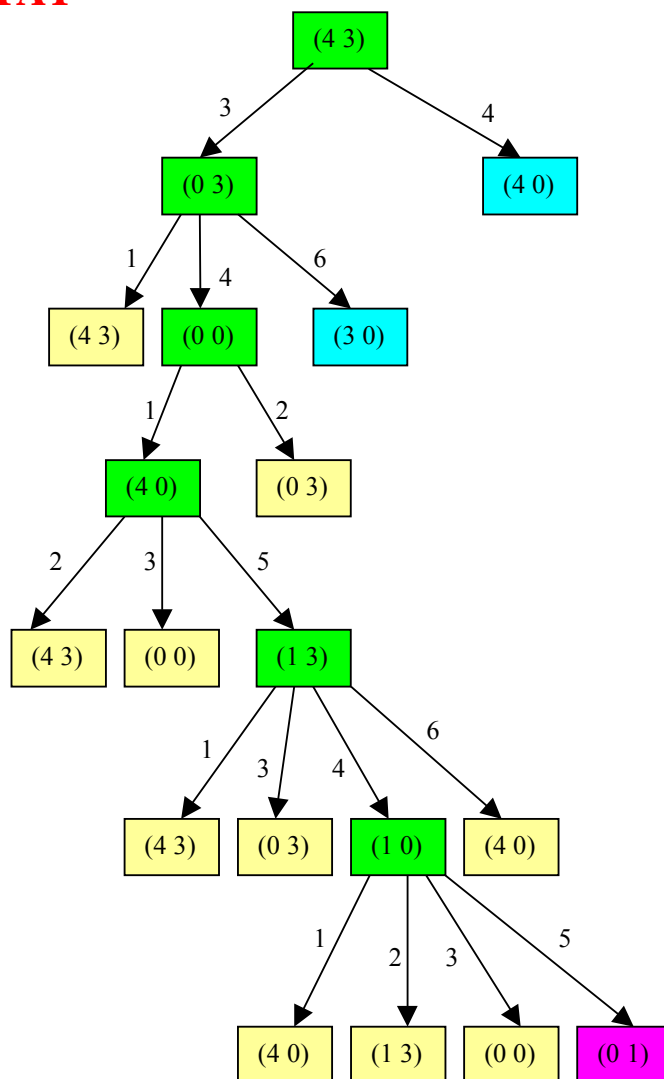 (4 3)
3 4
(0 3) (4 0)
1 4 6
(4 3) (0 0) (3 0)
1 2
(4 0) (0 3)
2 3 5
(4 3) (0 0) (1 3)
1 3 4 6
(4 3) (0 3) (1 0) (4 0)
1 2 3 5
(4 0) (1 3) (0 0) (0 1)